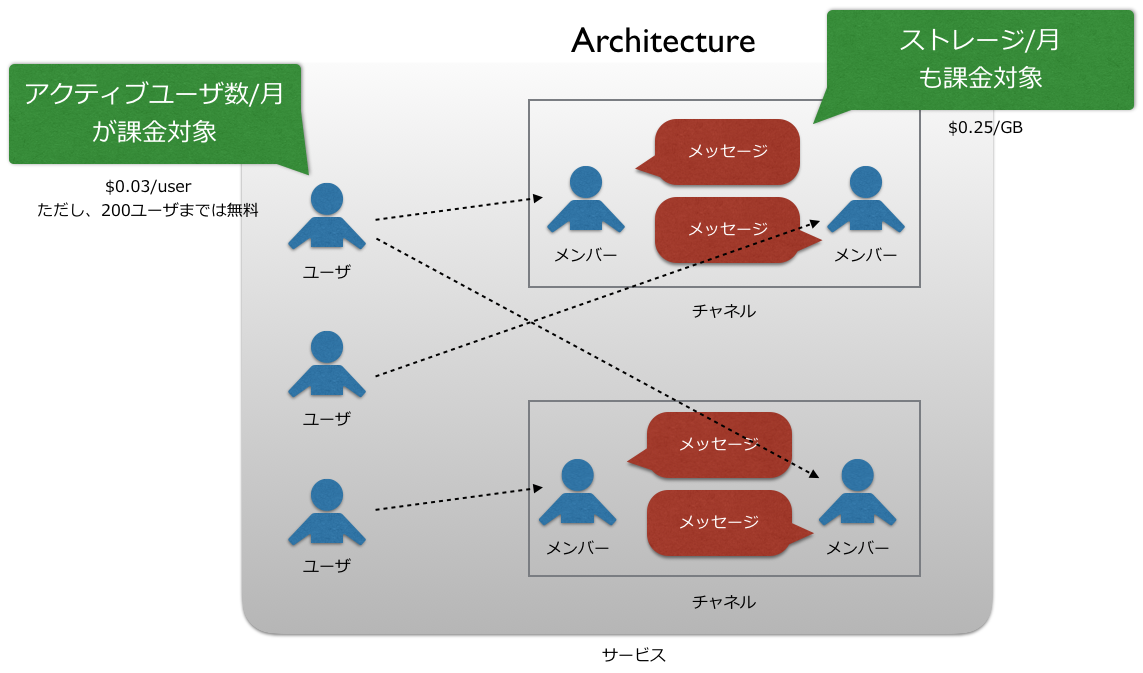 Architecture
アクティブユーザ数/月
が課金対象
$0.03/user
ただし、200ユーザまでは無料
ストレージ/月
も課金対象
$0.25/GB
ユーザ
ユーザ
ユーザ
メッセージ
メッセージ
メンバー
メンバー
チャネル
メッセージ
メッセージ
メンバー
メンバー
チャネル
サービス